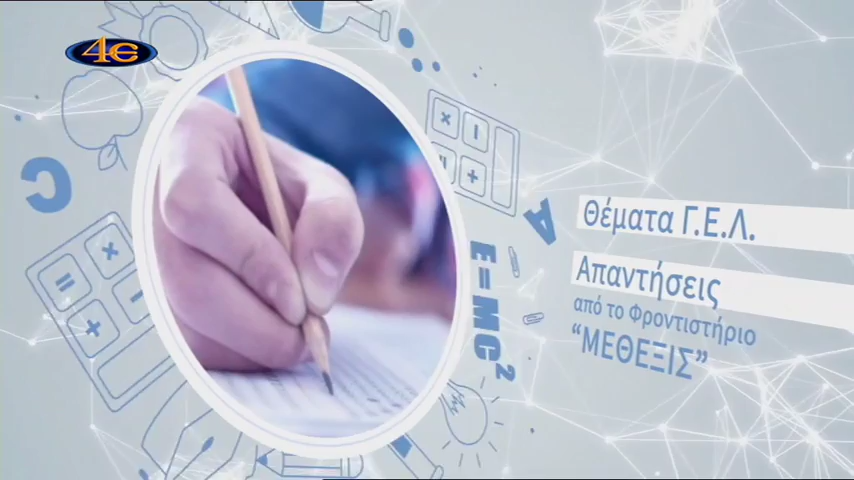 4E
C
A
E=MC²
Θέματα Γ.Ε.Λ.
Απαντήσεις
από το Φροντιστήριο
“ΜΕΘΕΞΙΣ”